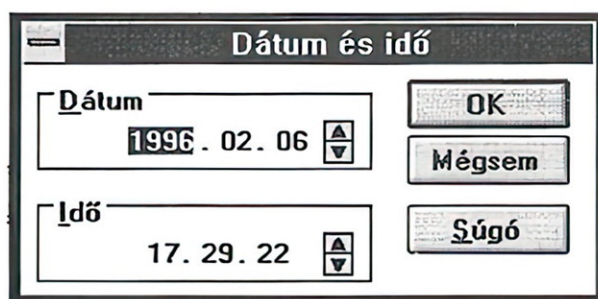 Dátum és idő
Dátum
1996. 02. 06
OK
Mégsem
Idő
17. 29. 22
Súgó